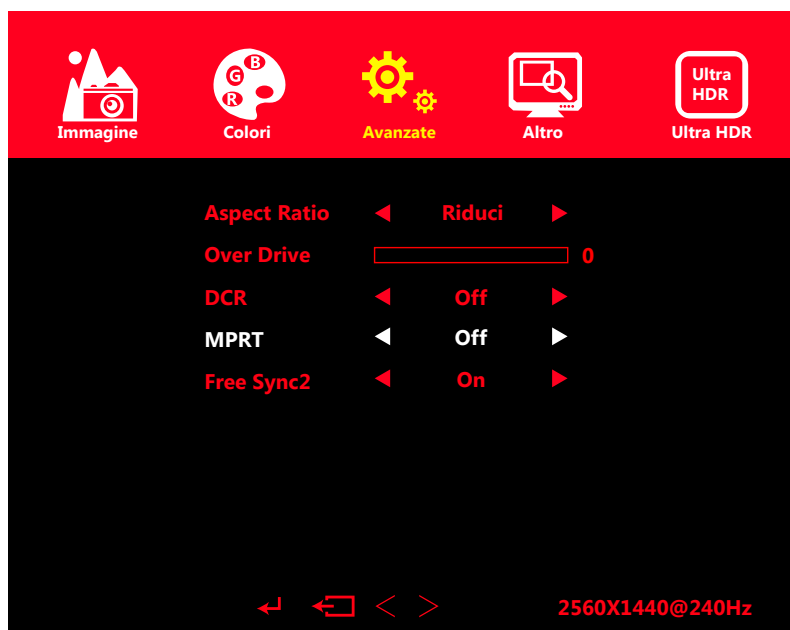 B
G
R
Ultra
HDR
Immagine Colori Avanzate Altro Ultra HDR
Aspect Ratio Riduci
Over Drive 0
DCR Off
MPRT Off
Free Sync2 On
2560X1440@240Hz